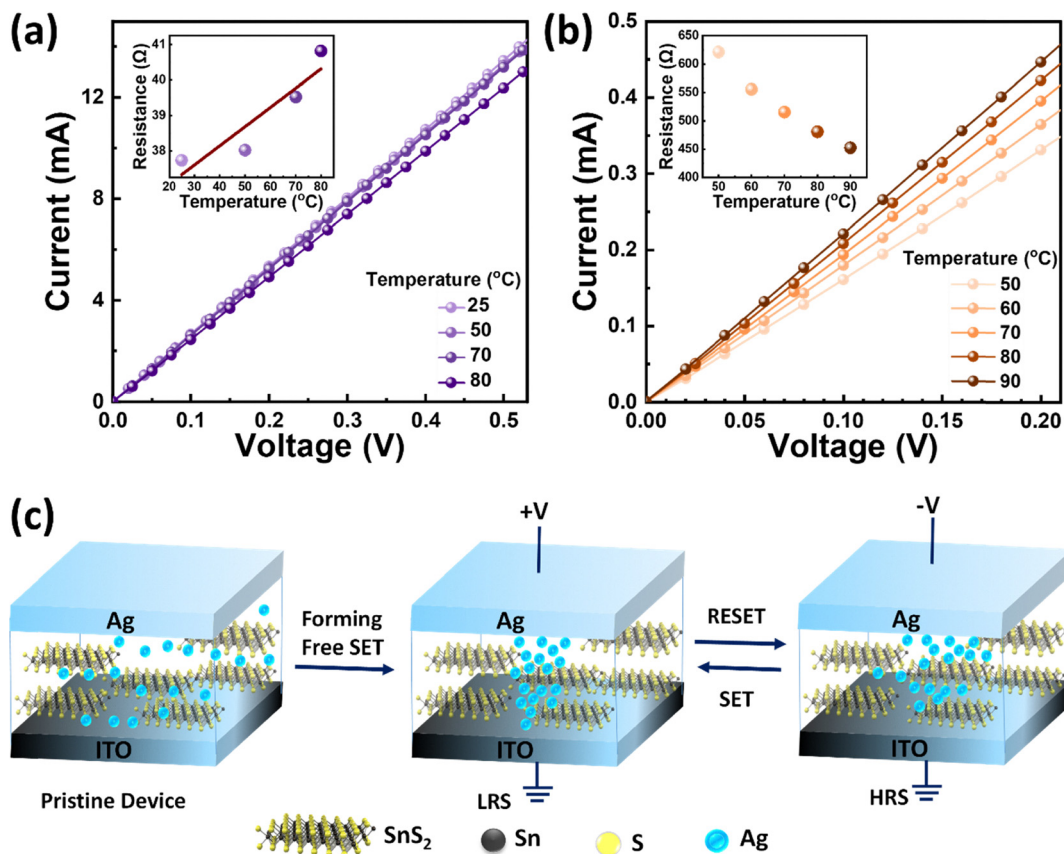 (a)
Current (mA)
12
8
4
0
0.0 0.1 0.2 0.3 0.4 0.5
Voltage (V)
Resistance (Ω)
41
40
39
38
20 30 40 50 60 70 80
Temperature (ºC)
Temperature (ºC)
25
50
70
80
(b)
Current (mA)
0.5
0.4
0.3
0.2
0.1
0.0
0.00 0.05 0.10 0.15 0.20
Voltage (V)
Resistance (Ω)
650
600
550
500
450
400
50 60 70 80 90
Temperature (ºC)
Temperature (ºC)
50
60
70
80
90
(c)
Ag
ITO
Pristine Device
Forming
Free SET
+V
Ag
ITO
LRS
RESET
SET
-V
Ag
ITO
HRS
SnS₂ Sn S Ag